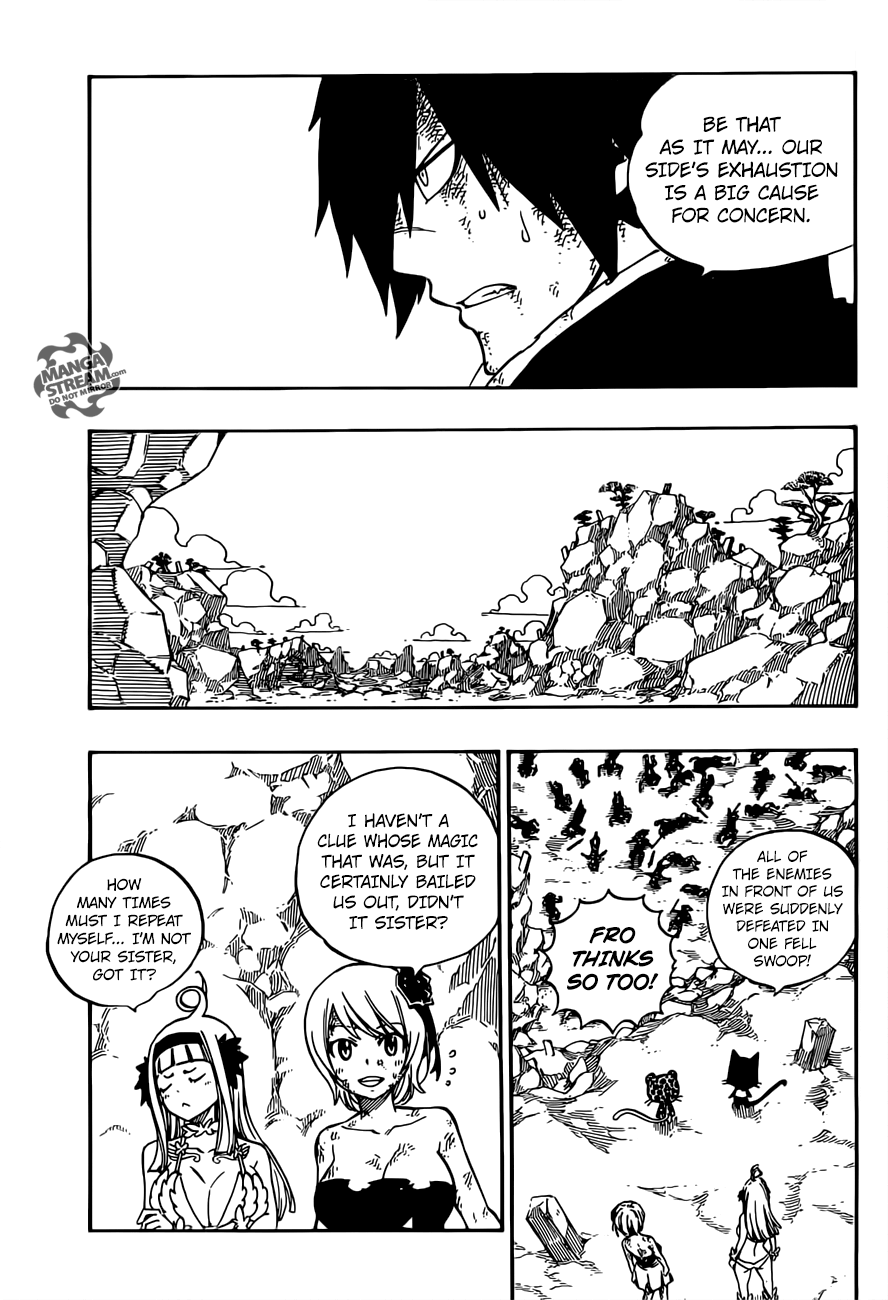 BE THAT
AS IT MAY... OUR
SIDE'S EXHAUSTION
IS A BIG CAUSE
FOR CONCERN.
MANGA
STREAM.com
DO NOT MIRROR
ALL OF
THE ENEMIES
IN FRONT OF US
WERE SUDDENLY
DEFEATED IN
ONE FELL
SWOOP!
FRO
THINKS
SO TOO!
I HAVEN'T A
CLUE WHOSE MAGIC
THAT WAS, BUT IT
CERTAINLY BAILED
US OUT, DIDN'T
IT SISTER?
HOW
MANY TIMES
MUST I REPEAT
MYSELF... I'M NOT
YOUR SISTER,
GOT IT?